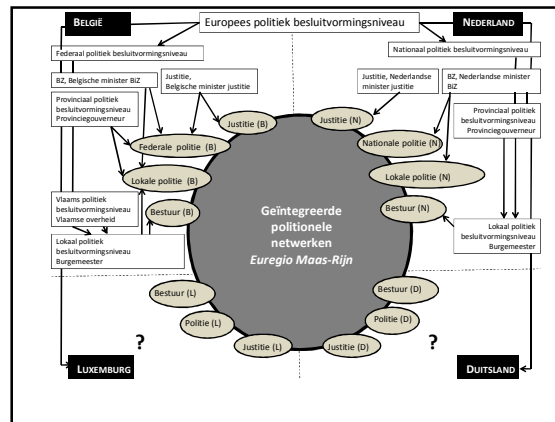 BELGIË
Europees politiek besluitvormingsniveau
NEDERLAND
Federaal politiek besluitvormingsniveau
Nationaal politiek besluitvormingsniveau
BZ, Belgische minister BiZ
Justitie,
Belgische minister justitie
Justitie, Nederlandse
minister justitie
BZ, Nederlandse minister
BiZ
Provinciaal politiek
besluitvormingsniveau
Provinciegouverneur
Provinciaal politiek
besluitvormingsniveau
Provinciegouverneur
Justitie (B)
Justitie (N)
Federale politie (B)
Nationale politie (N)
Lokale politie (B)
Lokale politie (N)
Vlaams politiek
besluitvormingsniveau
Vlaamse overheid
Bestuur (B)
Bestuur (N)
Geïntegreerde
politionele
netwerken
Euregio Maas-Rijn
Lokaal politiek
besluitvormingsniveau
Burgemeester
Lokaal politiek
besluitvormingsniveau
Burgemeester
Bestuur (L)
Bestuur (D)
Politie (L)
Politie (D)
Justitie (L)
Justitie (D)
?
?
LUXEMBURG
DUITSLAND